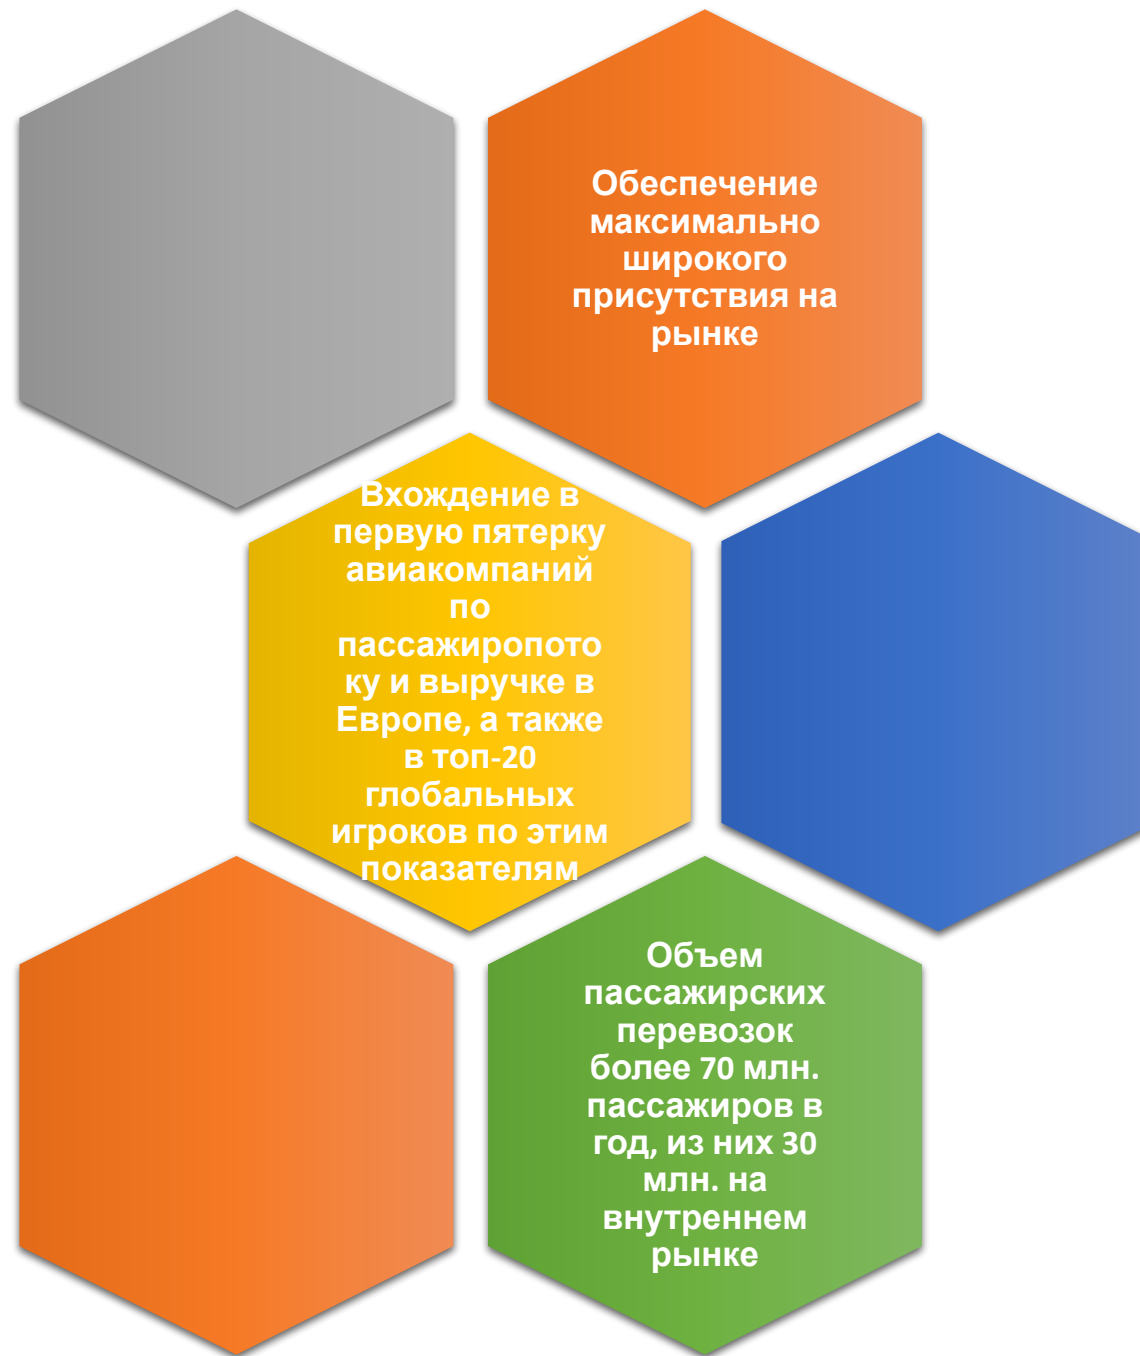 Обеспечение
максимально
широкого
присутствия на
рынке
Вхождение в
первую пятерку
авиакомпаний
по
пассажиропото
ку и выручке в
Европе, а также
в топ-20
глобальных
игроков по этим
показателям
Объем
пассажирских
перевозок
более 70 млн.
пассажиров в
год, из них 30
млн. на
внутреннем
рынке